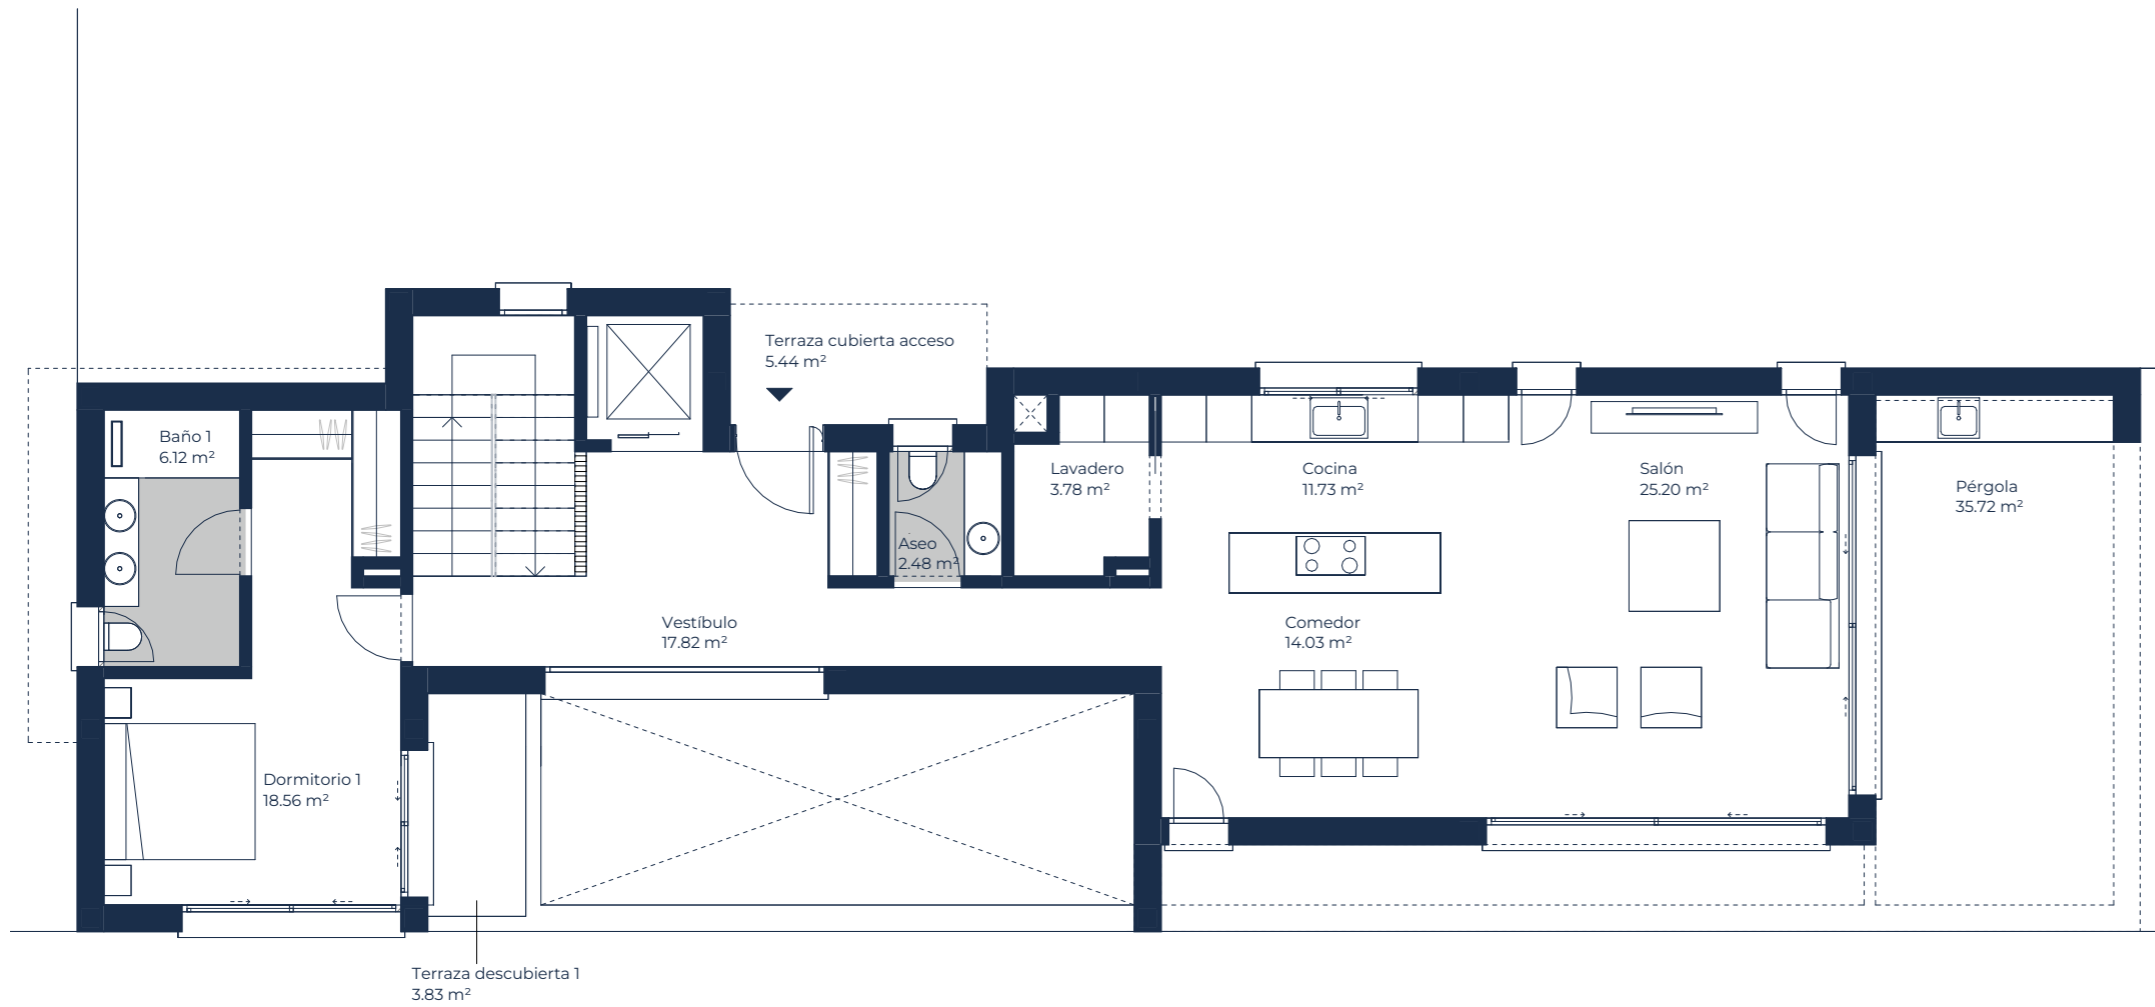 Terraza cubierta acceso
5.44 m²
Baño 1
6.12 m²
Lavadero
3.78 m²
Cocina
11.73 m²
Salón
25.20 m²
Pérgola
35.72 m²
Aseo
2.48 m²
Vestíbulo
17.82 m²
Comedor
14.03 m²
Dormitorio 1
18.56 m²
Terraza descubierta 1
3.83 m²